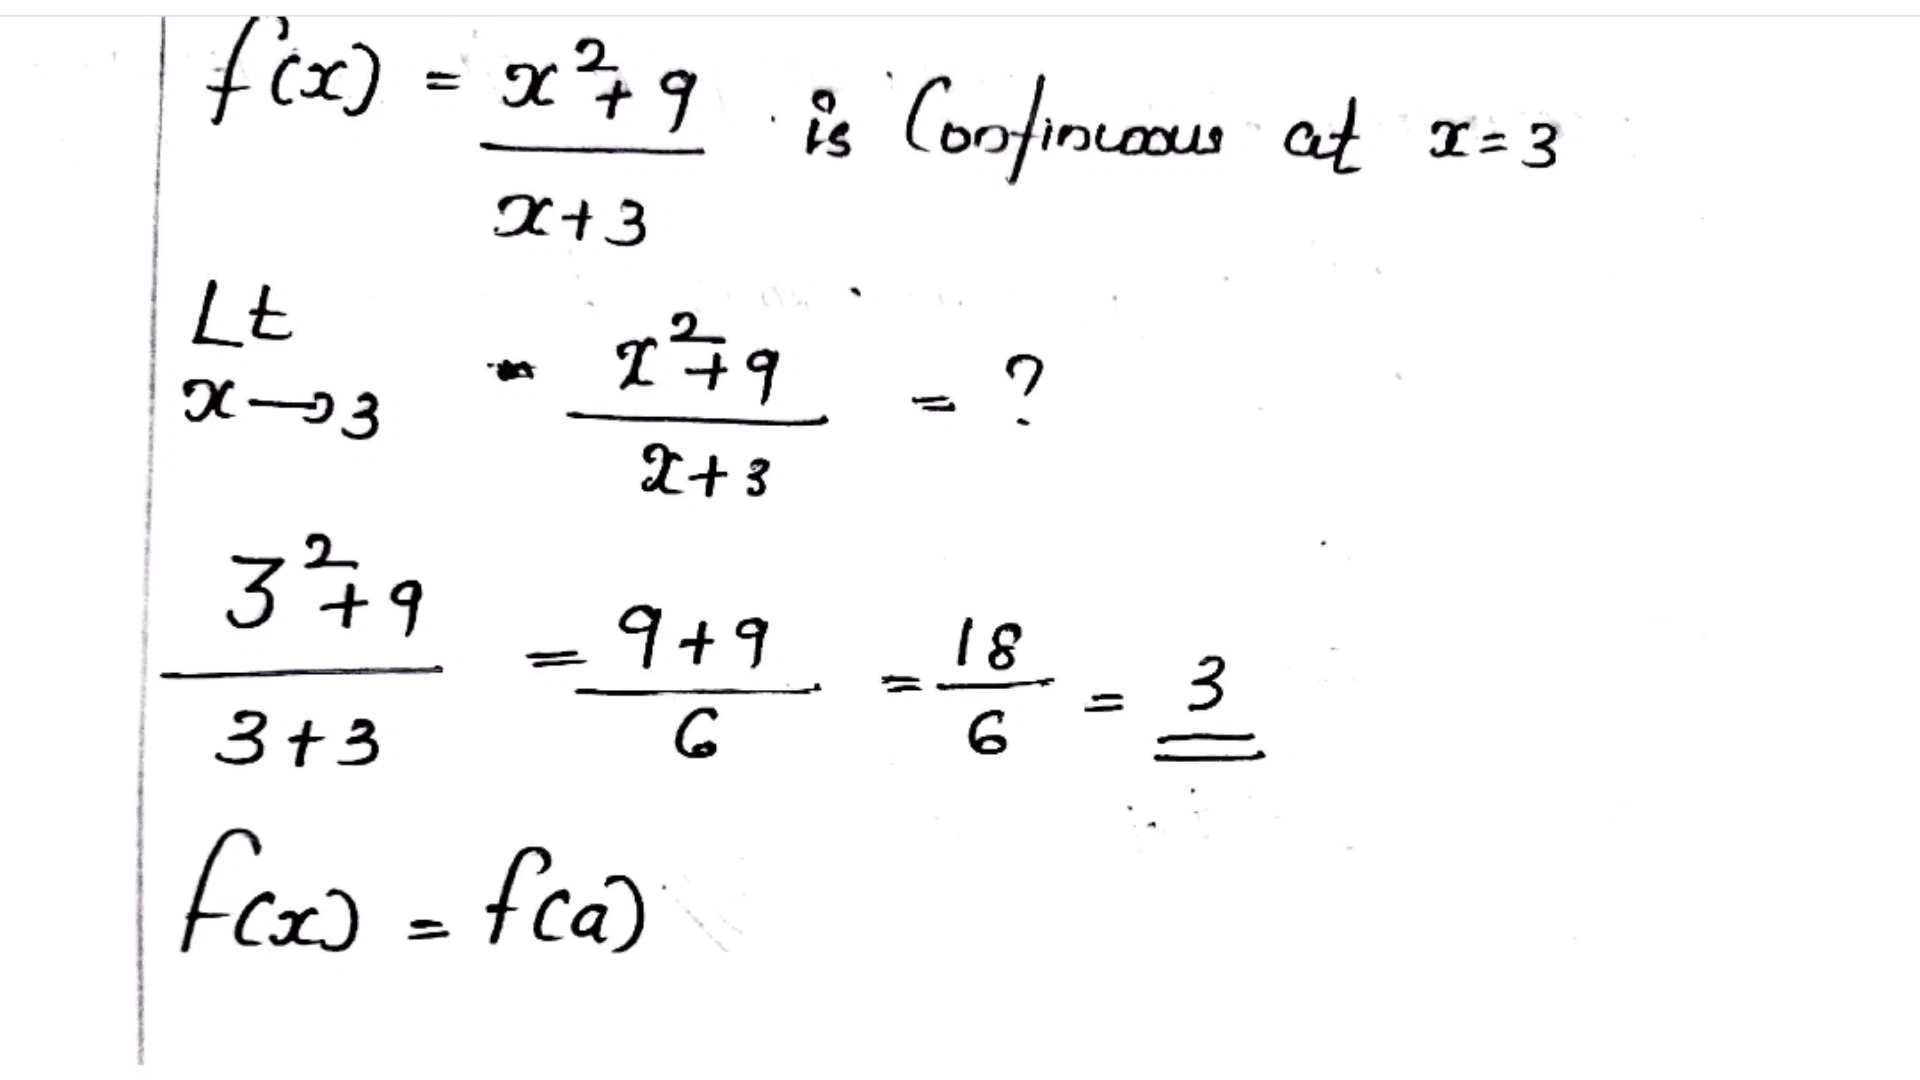 f(x) = x²+9 / x+3 is Continuous at x=3
Lt x→3 x²+9 / x+3 = ?
3²+9 / 3+3 = 9+9 / 6 = 18 / 6 = 3
f(x) = f(a)